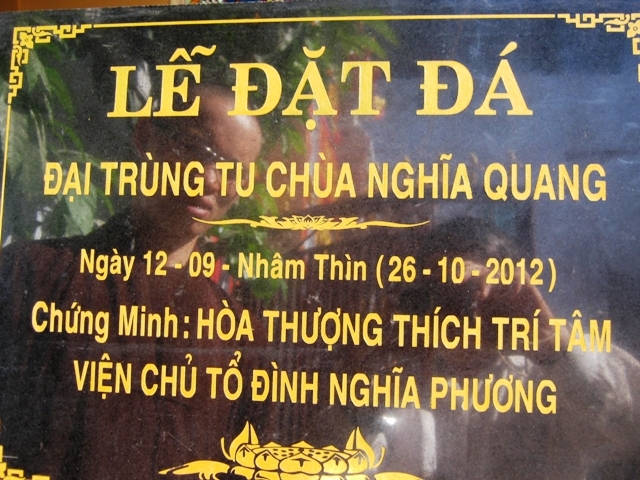 LỄ ĐẶT ĐÁ
ĐẠI TRÙNG TU CHÙA NGHĨA QUANG
Ngày 12 - 09 - Nhâm Thìn ( 26 - 10 - 2012 )
Chứng Minh : HÒA THƯỢNG THÍCH TRÍ TÂM
VIỆN CHỦ TỔ ĐÌNH NGHĨA PHƯƠNG